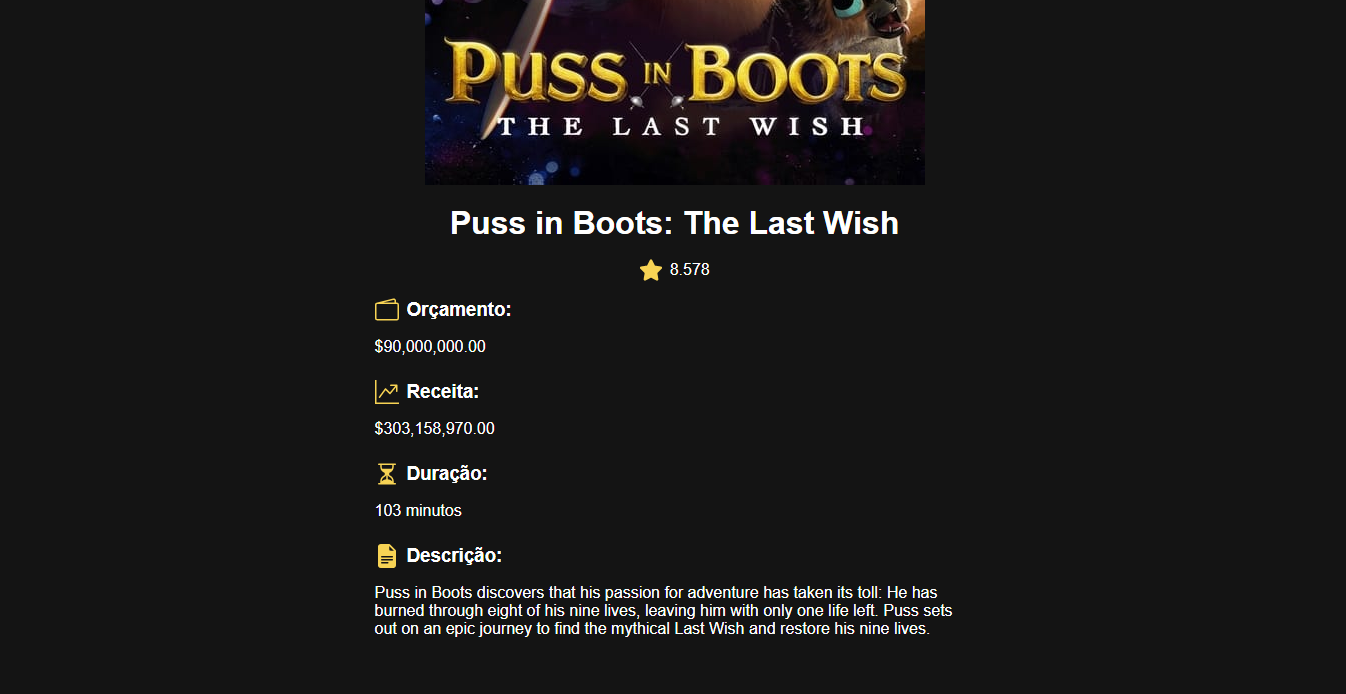 PUSS IN BOOTS
THE LAST WISH
Puss in Boots: The Last Wish
8.578
Orçamento:
$90,000,000.00
Receita:
$303,158,970.00
Duração:
103 minutos
Descrição:
Puss in Boots discovers that his passion for adventure has taken its toll: He has
burned through eight of his nine lives, leaving him with only one life left. Puss sets
out on an epic journey to find the mythical Last Wish and restore his nine lives.